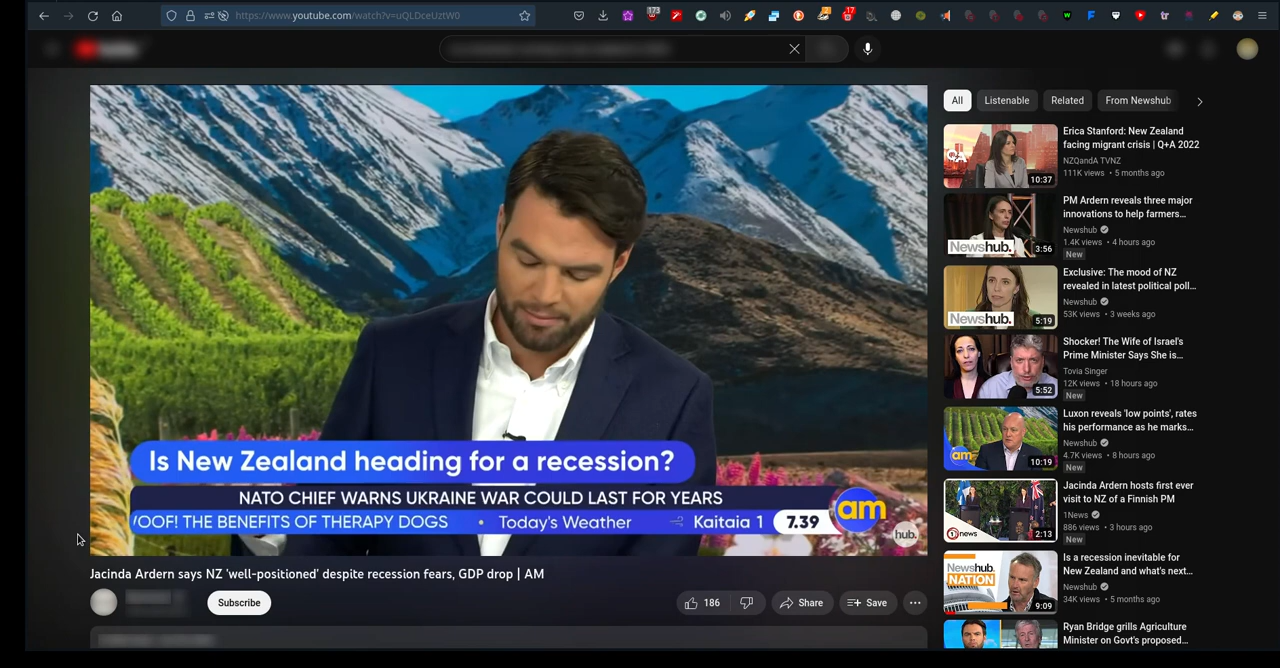 https://www.youtube.com/watch?v=uQLDceUztW0
173
2
17
All
Listenable
Related
From Newshub
Erica Stanford: New Zealand
facing migrant crisis | Q+A 2022
NZQandA TVNZ
111K views • 5 months ago
10:37
PM Ardern reveals three major
innovations to help farmers…
Newshub
1.4K views • 4 hours ago
New
Newshub.
3:56
Exclusive: The mood of NZ
revealed in latest political poll…
Newshub
53K views • 3 weeks ago
Newshub.
5:19
Shocker! The Wife of Israel's
Prime Minister Says She is…
Tovia Singer
12K views • 18 hours ago
New
5:52
Luxon reveals 'low points', rates
his performance as he marks…
Newshub
4.7K views • 8 hours ago
New
am
10:19
Jacinda Ardern hosts first ever
visit to NZ of a Finnish PM
1News
886 views • 3 hours ago
New
1 news
2:13
Is a recession inevitable for
New Zealand and what's next…
Newshub
34K views • 5 months ago
Newshub.
NATION
9:09
Ryan Bridge grills Agriculture
Minister on Govt's proposed…
Is New Zealand heading for a recession?
NATO CHIEF WARNS UKRAINE WAR COULD LAST FOR YEARS
OOF! THE BENEFITS OF THERAPY DOGS • Today's Weather Kaitaia 1 7.39
am
hub.
Jacinda Ardern says NZ 'well-positioned' despite recession fears, GDP drop | AM
Subscribe
186
Share
Save